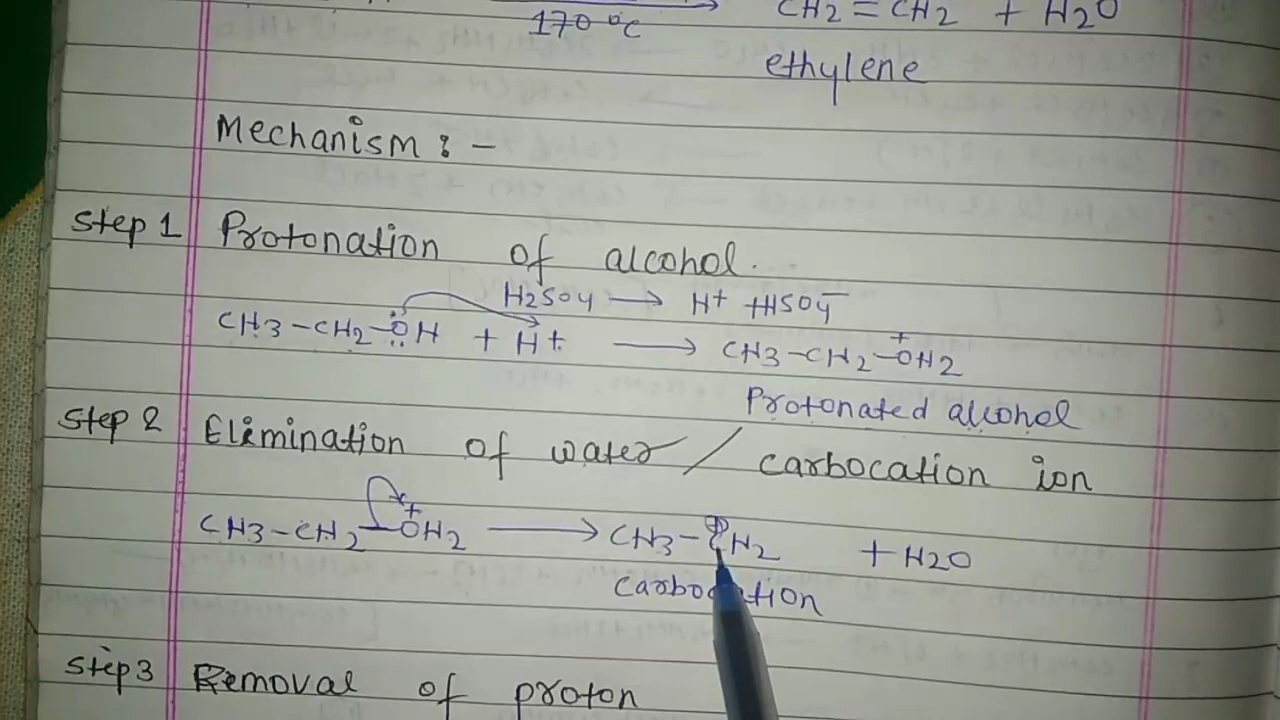 170 °C
CH2 = CH2 + H2O
ethylene
Mechanism :-
Step 1 Protonation of alcohol.
H2SO4 → H+ + HSO4-
CH3-CH2-ÖH + H+ → CH3-CH2-O+H2
Protonated alcohol
Step 2 Elimination of water / carbocation ion
CH3-CH2-O+H2 → CH3-C⊕H2 + H2O
Carbocation
Step 3 Removal of proton